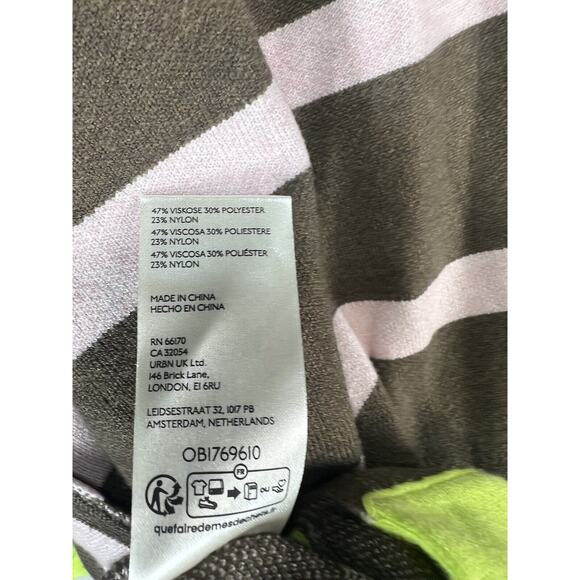 47% VISKOSE 30% POLYESTER
23% NYLON
47% VISCOSA 30% POLIESTERE
23% NYLON
47% VISCOSA 30% POLIÉSTER
23% NYLON
MADE IN CHINA
HECHO EN CHINA
RN 66170
CA 32054
URBN UK Ltd.
146 Brick Lane,
LONDON, E1 6RU
LEIDSESTRAAT 32, 1017 PB
AMSTERDAM, NETHERLANDS
OB1769610
FR
OU
quefairedemesdechets.fr